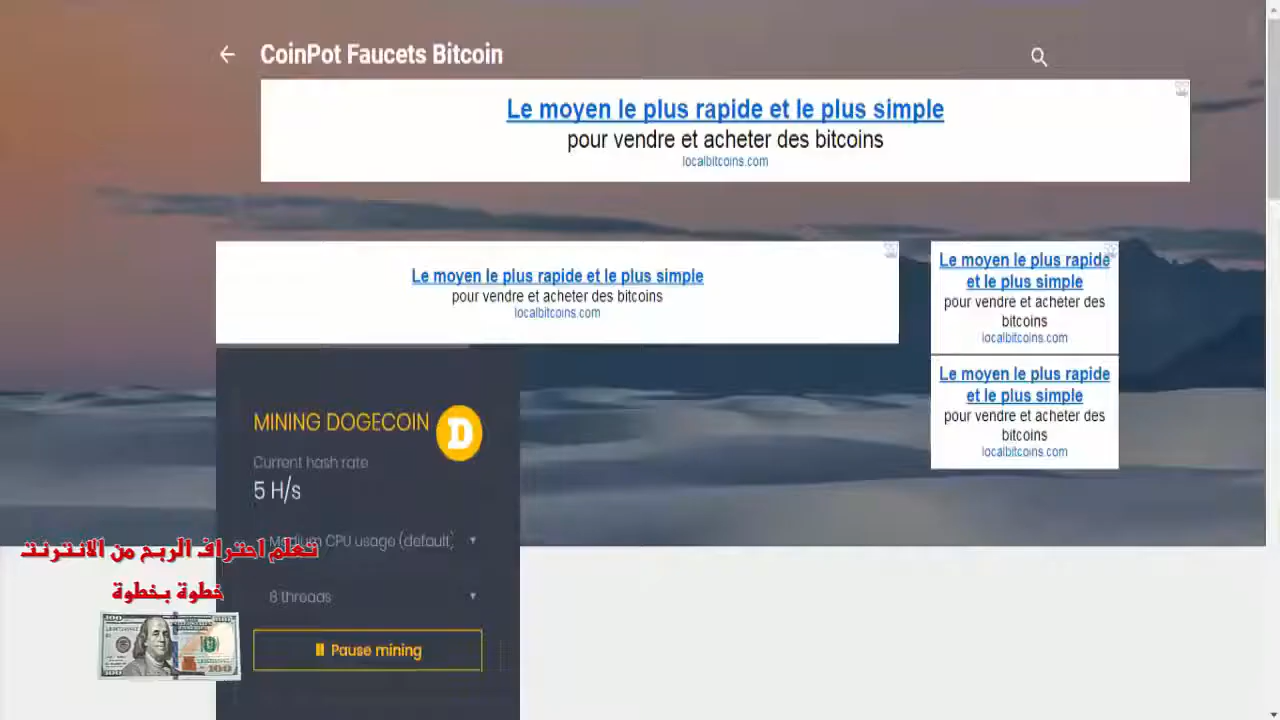 CoinPot Faucets Bitcoin
Le moyen le plus rapide et le plus simple
pour vendre et acheter des bitcoins
localbitcoins.com
Le moyen le plus rapide et le plus simple
pour vendre et acheter des bitcoins
localbitcoins.com
Le moyen le plus rapide
et le plus simple
pour vendre et acheter des
bitcoins
localbitcoins.com
Le moyen le plus rapide
et le plus simple
pour vendre et acheter des
bitcoins
localbitcoins.com
MINING DOGECOIN
D
Current hash rate
5 H/s
Medium CPU usage (default)
تعلم احتراف الربح من الانترنت
خطوة بخطوة
8 threads
Pause mining
100
100
100